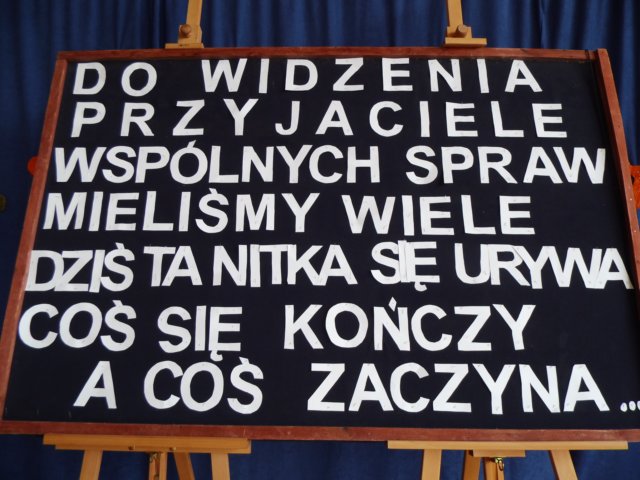 DO WIDZENIA
PRZYJACIELE
WSPÓLNYCH SPRAW
MIELIŚMY WIELE
DZIŚ TA NITKA SIĘ URYWA
COŚ SIĘ KOŃCZY
A COŚ ZACZYNA...